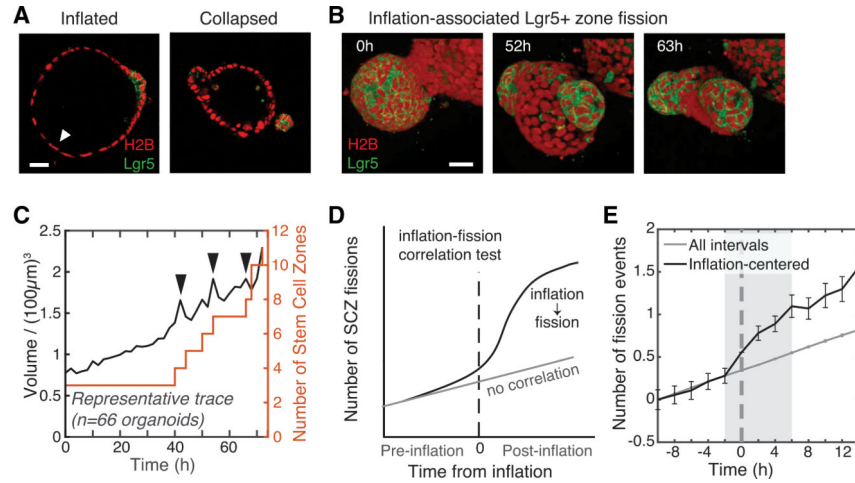 A
Inflated
Collapsed
H2B
Lgr5
B
Inflation-associated Lgr5+ zone fission
0h
52h
63h
H2B
Lgr5
C
Volume / (100µm)³
2.5
2
1.5
1
0.5
0
12
10
8
6
4
2
0
Number of Stem Cell Zones
Representative trace
(n=66 organoids)
0
20
40
60
Time (h)
D
Number of SCZ fissions
inflation-fission
correlation test
inflation
↓
fission
no correlation
Pre-inflation
0
Post-inflation
Time from inflation
E
Number of fission events
2
1.5
1
0.5
0
-0.5
All intervals
Inflation-centered
-8
-4
0
4
8
12
Time (h)